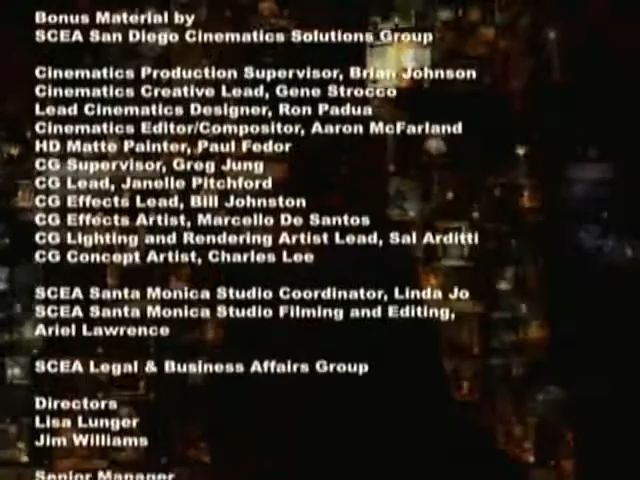 Bonus Material by
SCEA San Diego Cinematics Solutions Group
Cinematics Production Supervisor, Brian Johnson
Cinematics Creative Lead, Gene Strocco
Lead Cinematics Designer, Ron Padua
Cinematics Editor/Compositor, Aaron McFarland
HD Matte Painter, Paul Fedor
CG Supervisor, Greg Jung
CG Lead, Janelle Pitchford
CG Effects Lead, Bill Johnston
CG Effects Artist, Marcello De Santos
CG Lighting and Rendering Artist Lead, Sal Arditti
CG Concept Artist, Charles Lee
SCEA Santa Monica Studio Coordinator, Linda Jo
SCEA Santa Monica Studio Filming and Editing,
Ariel Lawrence
SCEA Legal & Business Affairs Group
Directors
Lisa Lunger
Jim Williams
Senior Manager